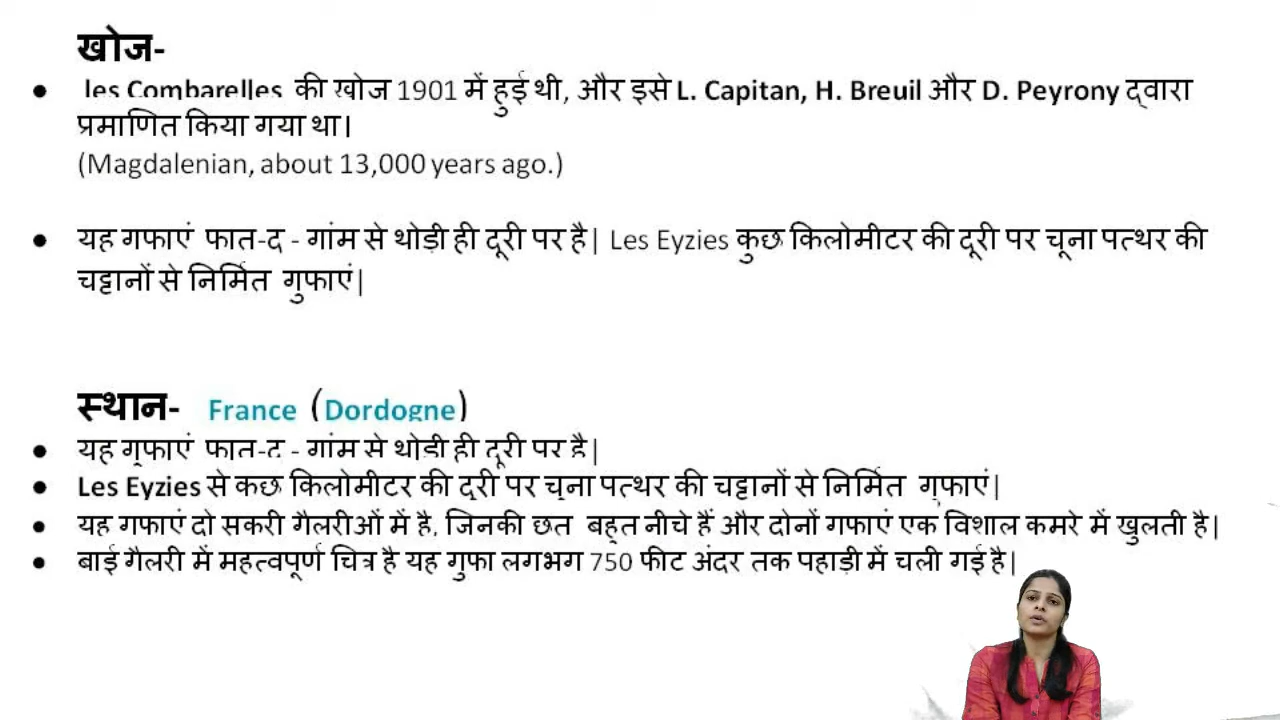 खोज-
● les Combarelles की खोज 1901 में हुई थी, और इसे L. Capitan, H. Breuil और D. Peyrony द्वारा
प्रमाणित किया गया था।
(Magdalenian, about 13,000 years ago.)
● यह गफाएं फात-द - गांम से थोड़ी ही दूरी पर है| Les Eyzies कुछ किलोमीटर की दूरी पर चूना पत्थर की
चट्टानों से निर्मित गुफाएं|
स्थान- France (Dordogne)
● यह गुफाएं फात-द - गांम से थोड़ी ही दूरी पर है|
● Les Eyzies से कुछ किलोमीटर की दूरी पर चूना पत्थर की चट्टानों से निर्मित गुफाएं|
● यह गफाएं दो सकरी गैलरीओं में है, जिनकी छत बहुत नीचे हैं और दोनों गफाएं एक विशाल कमरे में खुलती है|
● बाई गैलरी में महत्वपूर्ण चित्र है यह गुफा लगभग 750 फीट अंदर तक पहाड़ी में चली गई है|